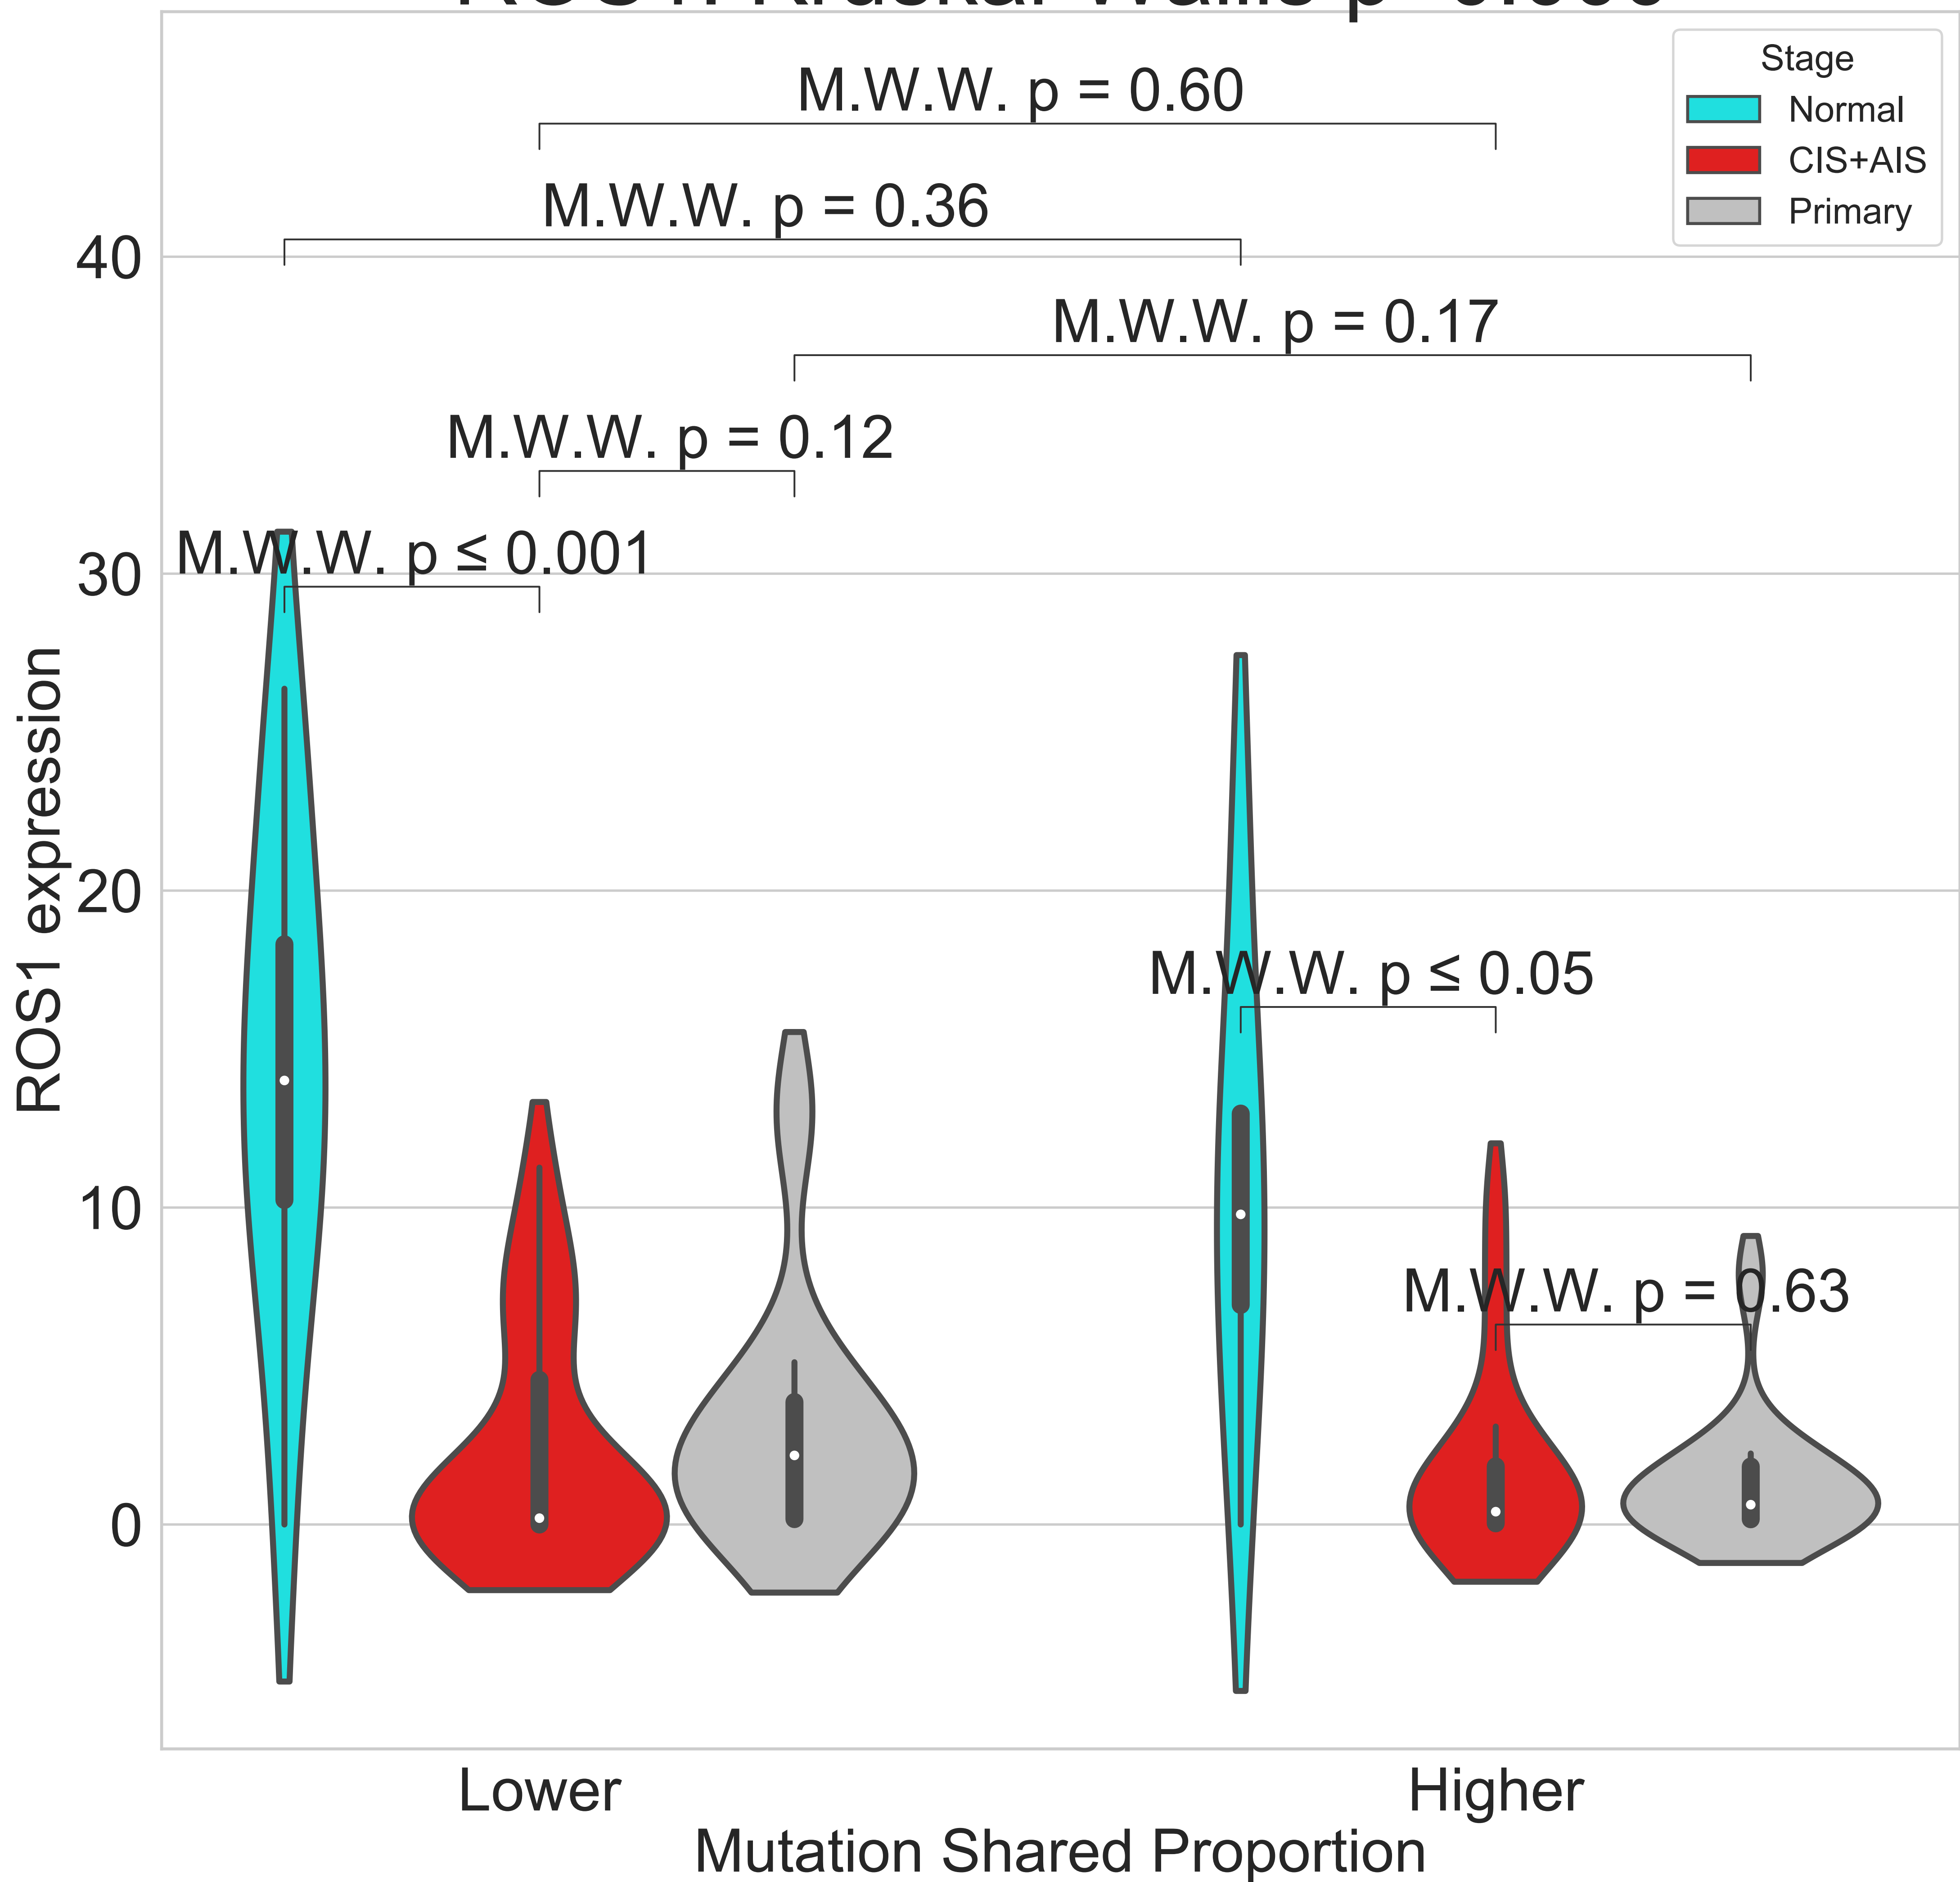 Stage
Normal
CIS+AIS
Primary
M.W.W. p = 0.60
M.W.W. p = 0.36
M.W.W. p = 0.17
M.W.W. p = 0.12
M.W.W. p ≤ 0.001
M.W.W. p ≤ 0.05
M.W.W. p = 0.63
40
30
20
10
0
ROS1 expression
Lower
Higher
Mutation Shared Proportion